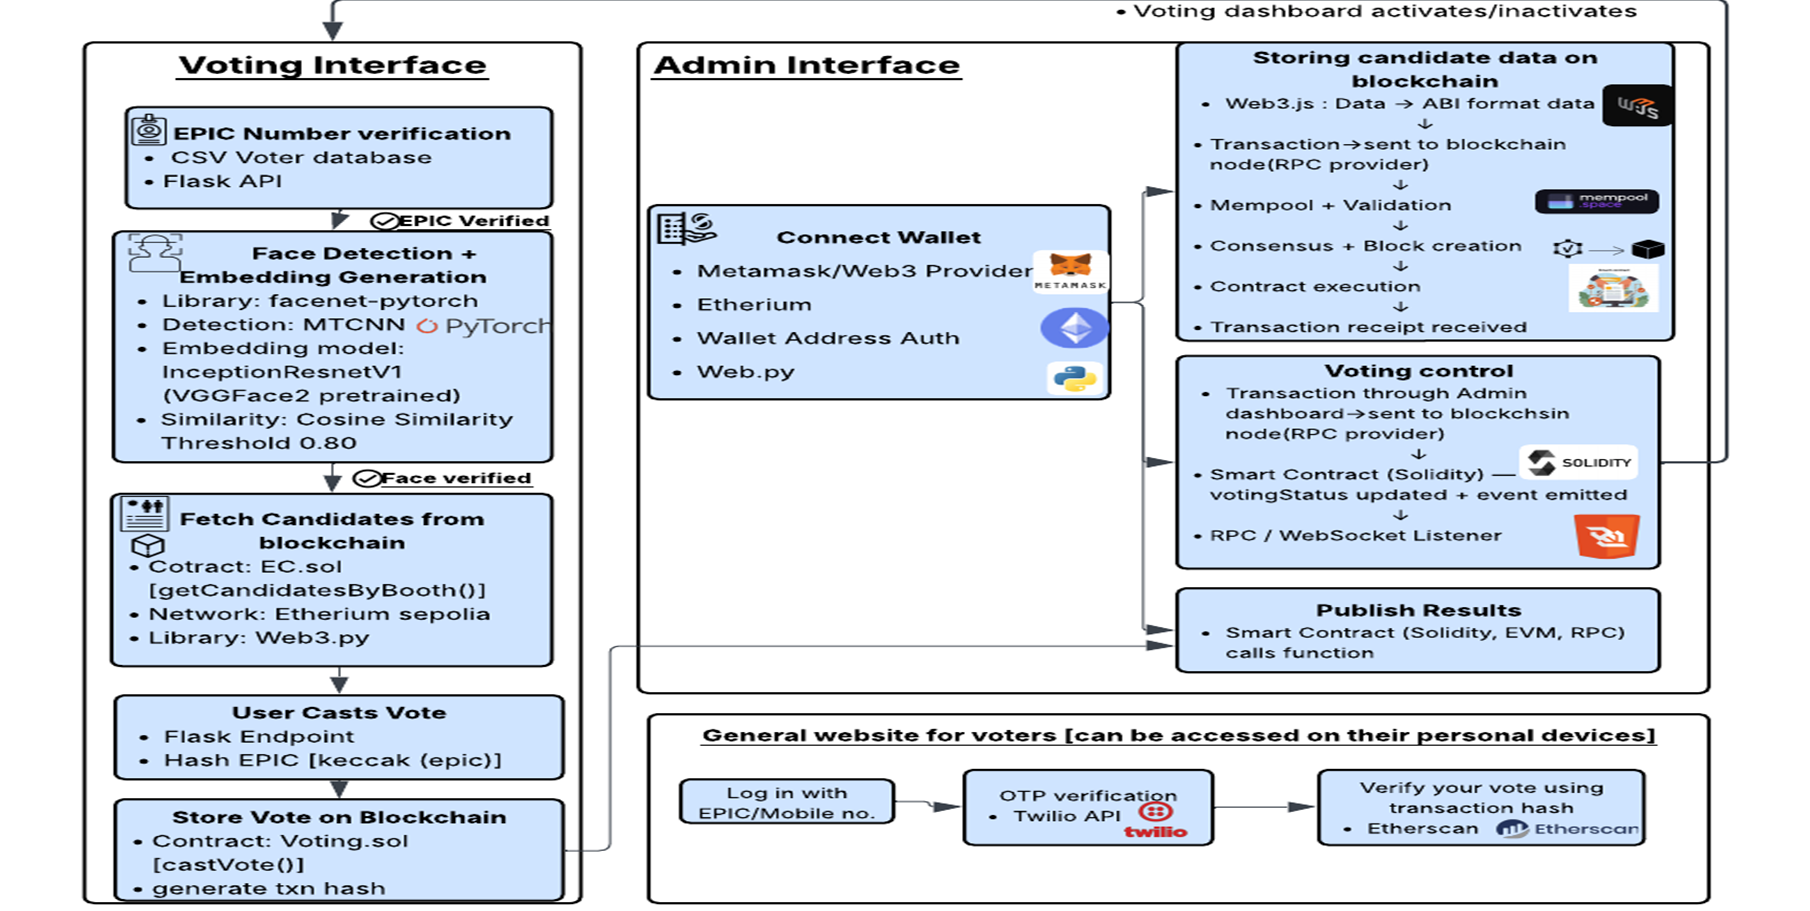 • Voting dashboard activates/inactivates
Voting Interface
EPIC Number verification
• CSV Voter database
• Flask API
EPIC Verified
Face Detection +
Embedding Generation
• Library: facenet-pytorch
• Detection: MTCNN PyTorch
• Embedding model:
InceptionResnetV1
(VGGFace2 pretrained)
• Similarity: Cosine Similarity
Threshold 0.80
Face verified
Fetch Candidates from
blockchain
• Cotract: EC.sol
[getCandidatesByBooth()]
• Network: Etherium sepolia
• Library: Web3.py
User Casts Vote
• Flask Endpoint
• Hash EPIC [keccak (epic)]
Store Vote on Blockchain
• Contract: Voting.sol
[castVote()]
• generate txn hash
Admin Interface
Connect Wallet
• Metamask/Web3 Provider
METAMASK
• Etherium
• Wallet Address Auth
• Web.py
Storing candidate data on
blockchain
• Web3.js : Data → ABI format data
W3JS
↓
• Transaction→sent to blockchain
node(RPC provider)
↓
• Mempool + Validation
mempool
.space
↓
• Consensus + Block creation
↓
• Contract execution
↓
• Transaction receipt received
Voting control
• Transaction through Admin
dashboard→sent to blockchsin
node(RPC provider)
↓
• Smart Contract (Solidity) —
SOLIDITY
votingStatus updated + event emitted
↓
• RPC / WebSocket Listener
Publish Results
• Smart Contract (Solidity, EVM, RPC)
calls function
General website for voters [can be accessed on their personal devices]
Log in with
EPIC/Mobile no.
OTP verification
• Twilio API
twilio
Verify your vote using
transaction hash
• Etherscan Etherscan